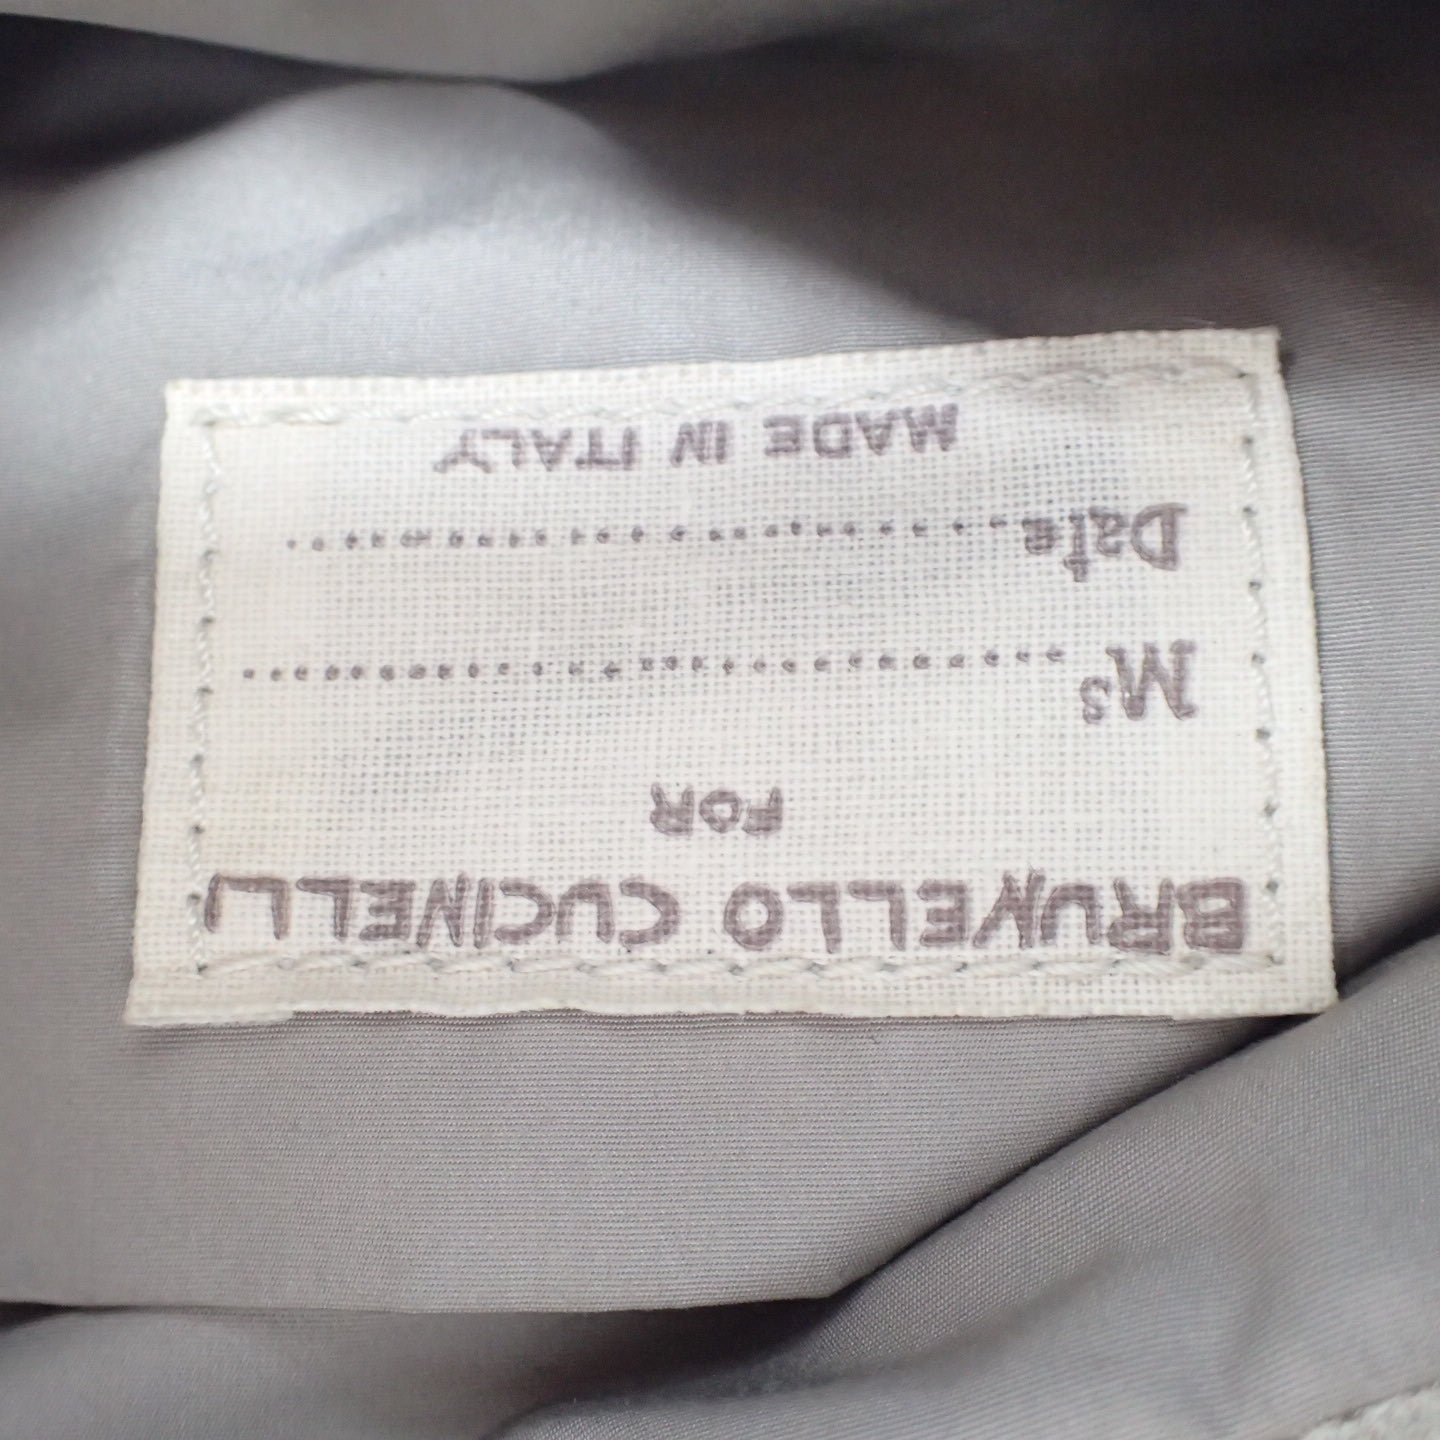 BRUNELLO CUCINELLI
FOR
Ms..............................
Date..............................
MADE IN ITALY